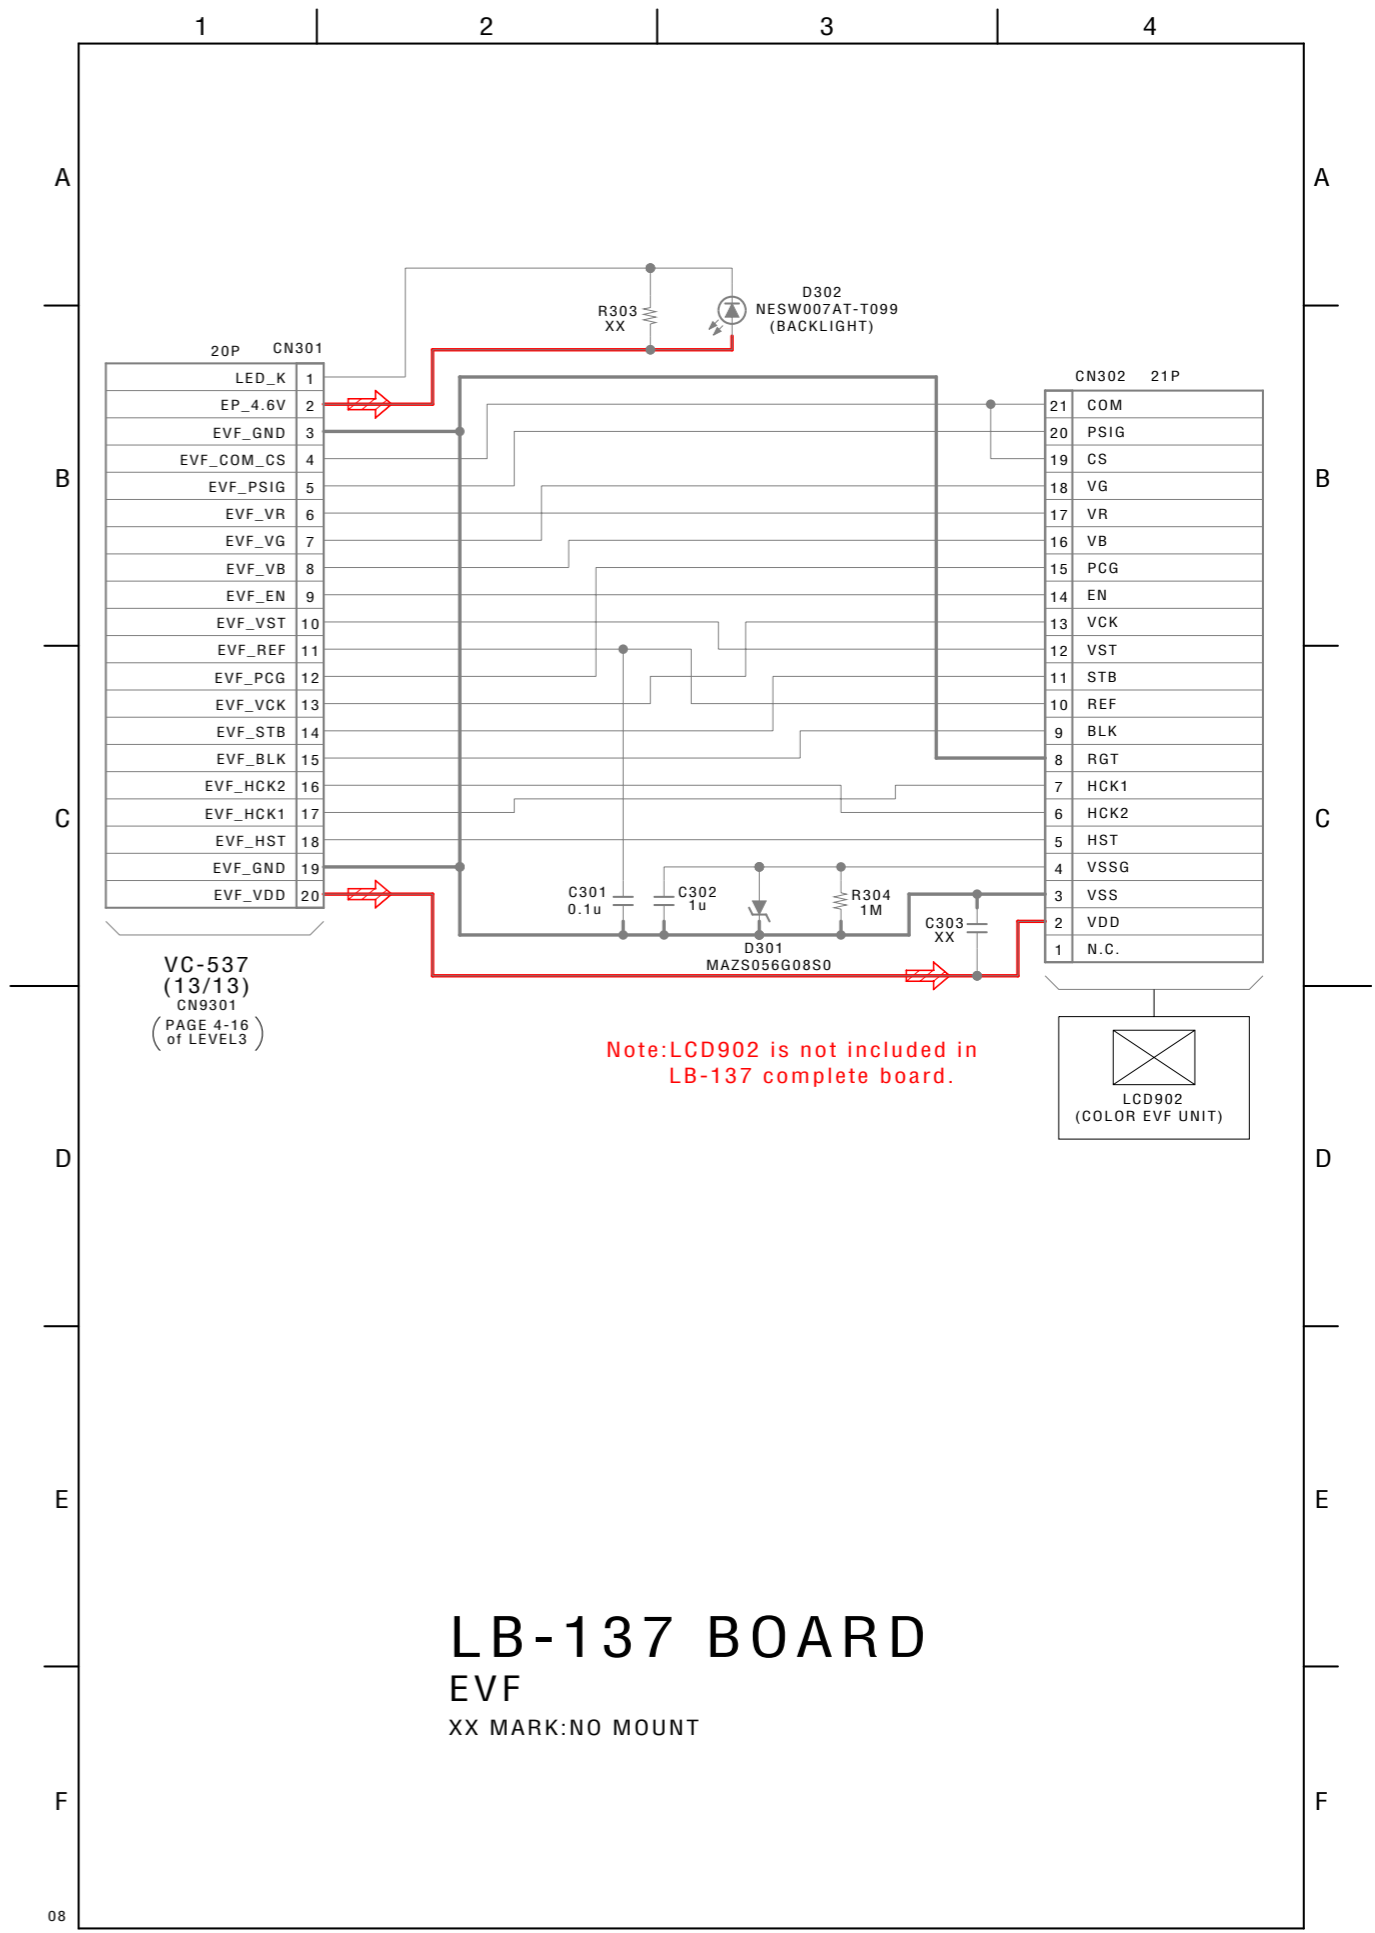 1 2 3 4
A A
D302
R303 NESW007AT-T099
XX (BACKLIGHT)
20P CN301
LED_K 1
EP_4.6V 2
EVF_GND 3
EVF_COM_CS 4
EVF_PSIG 5
EVF_VR 6
EVF_VG 7
EVF_VB 8
EVF_EN 9
EVF_VST 10
EVF_REF 11
EVF_PCG 12
EVF_VCK 13
EVF_STB 14
EVF_BLK 15
EVF_HCK2 16
EVF_HCK1 17
EVF_HST 18
EVF_GND 19
EVF_VDD 20
CN302 21P
21 COM
20 PSIG
19 CS
18 VG
17 VR
16 VB
15 PCG
14 EN
13 VCK
12 VST
11 STB
10 REF
9 BLK
8 RGT
7 HCK1
6 HCK2
5 HST
4 VSSG
3 VSS
2 VDD
1 N.C.
B B
C C
C301
0.1u
C302
1u
D301
MAZS056G08S0
R304
1M
C303
XX
VC-537
(13/13)
CN9301
(PAGE 4-16
of LEVEL3)
Note:LCD902 is not included in
LB-137 complete board.
LCD902
(COLOR EVF UNIT)
D D
E E
LB-137 BOARD
EVF
XX MARK:NO MOUNT
F F
08